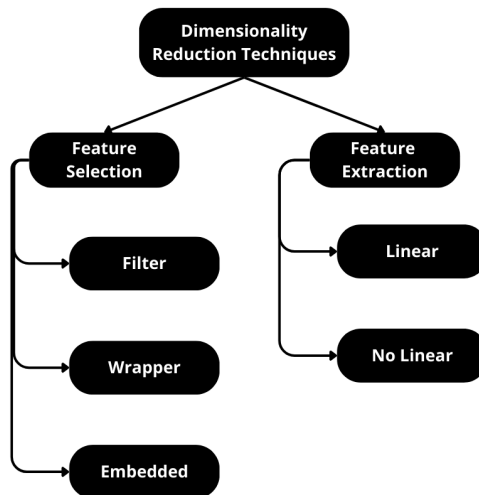 Dimensionality
Reduction Techniques
Feature
Selection
Filter
Wrapper
Embedded
Feature
Extraction
Linear
No Linear